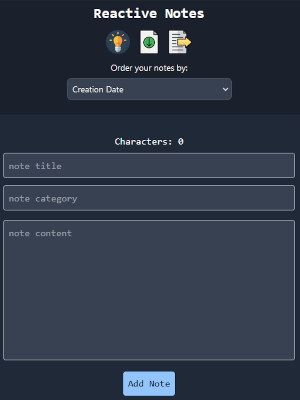 Reactive Notes
Order your notes by:
Creation Date
Characters: 0
note title
note category
note content
Add Note